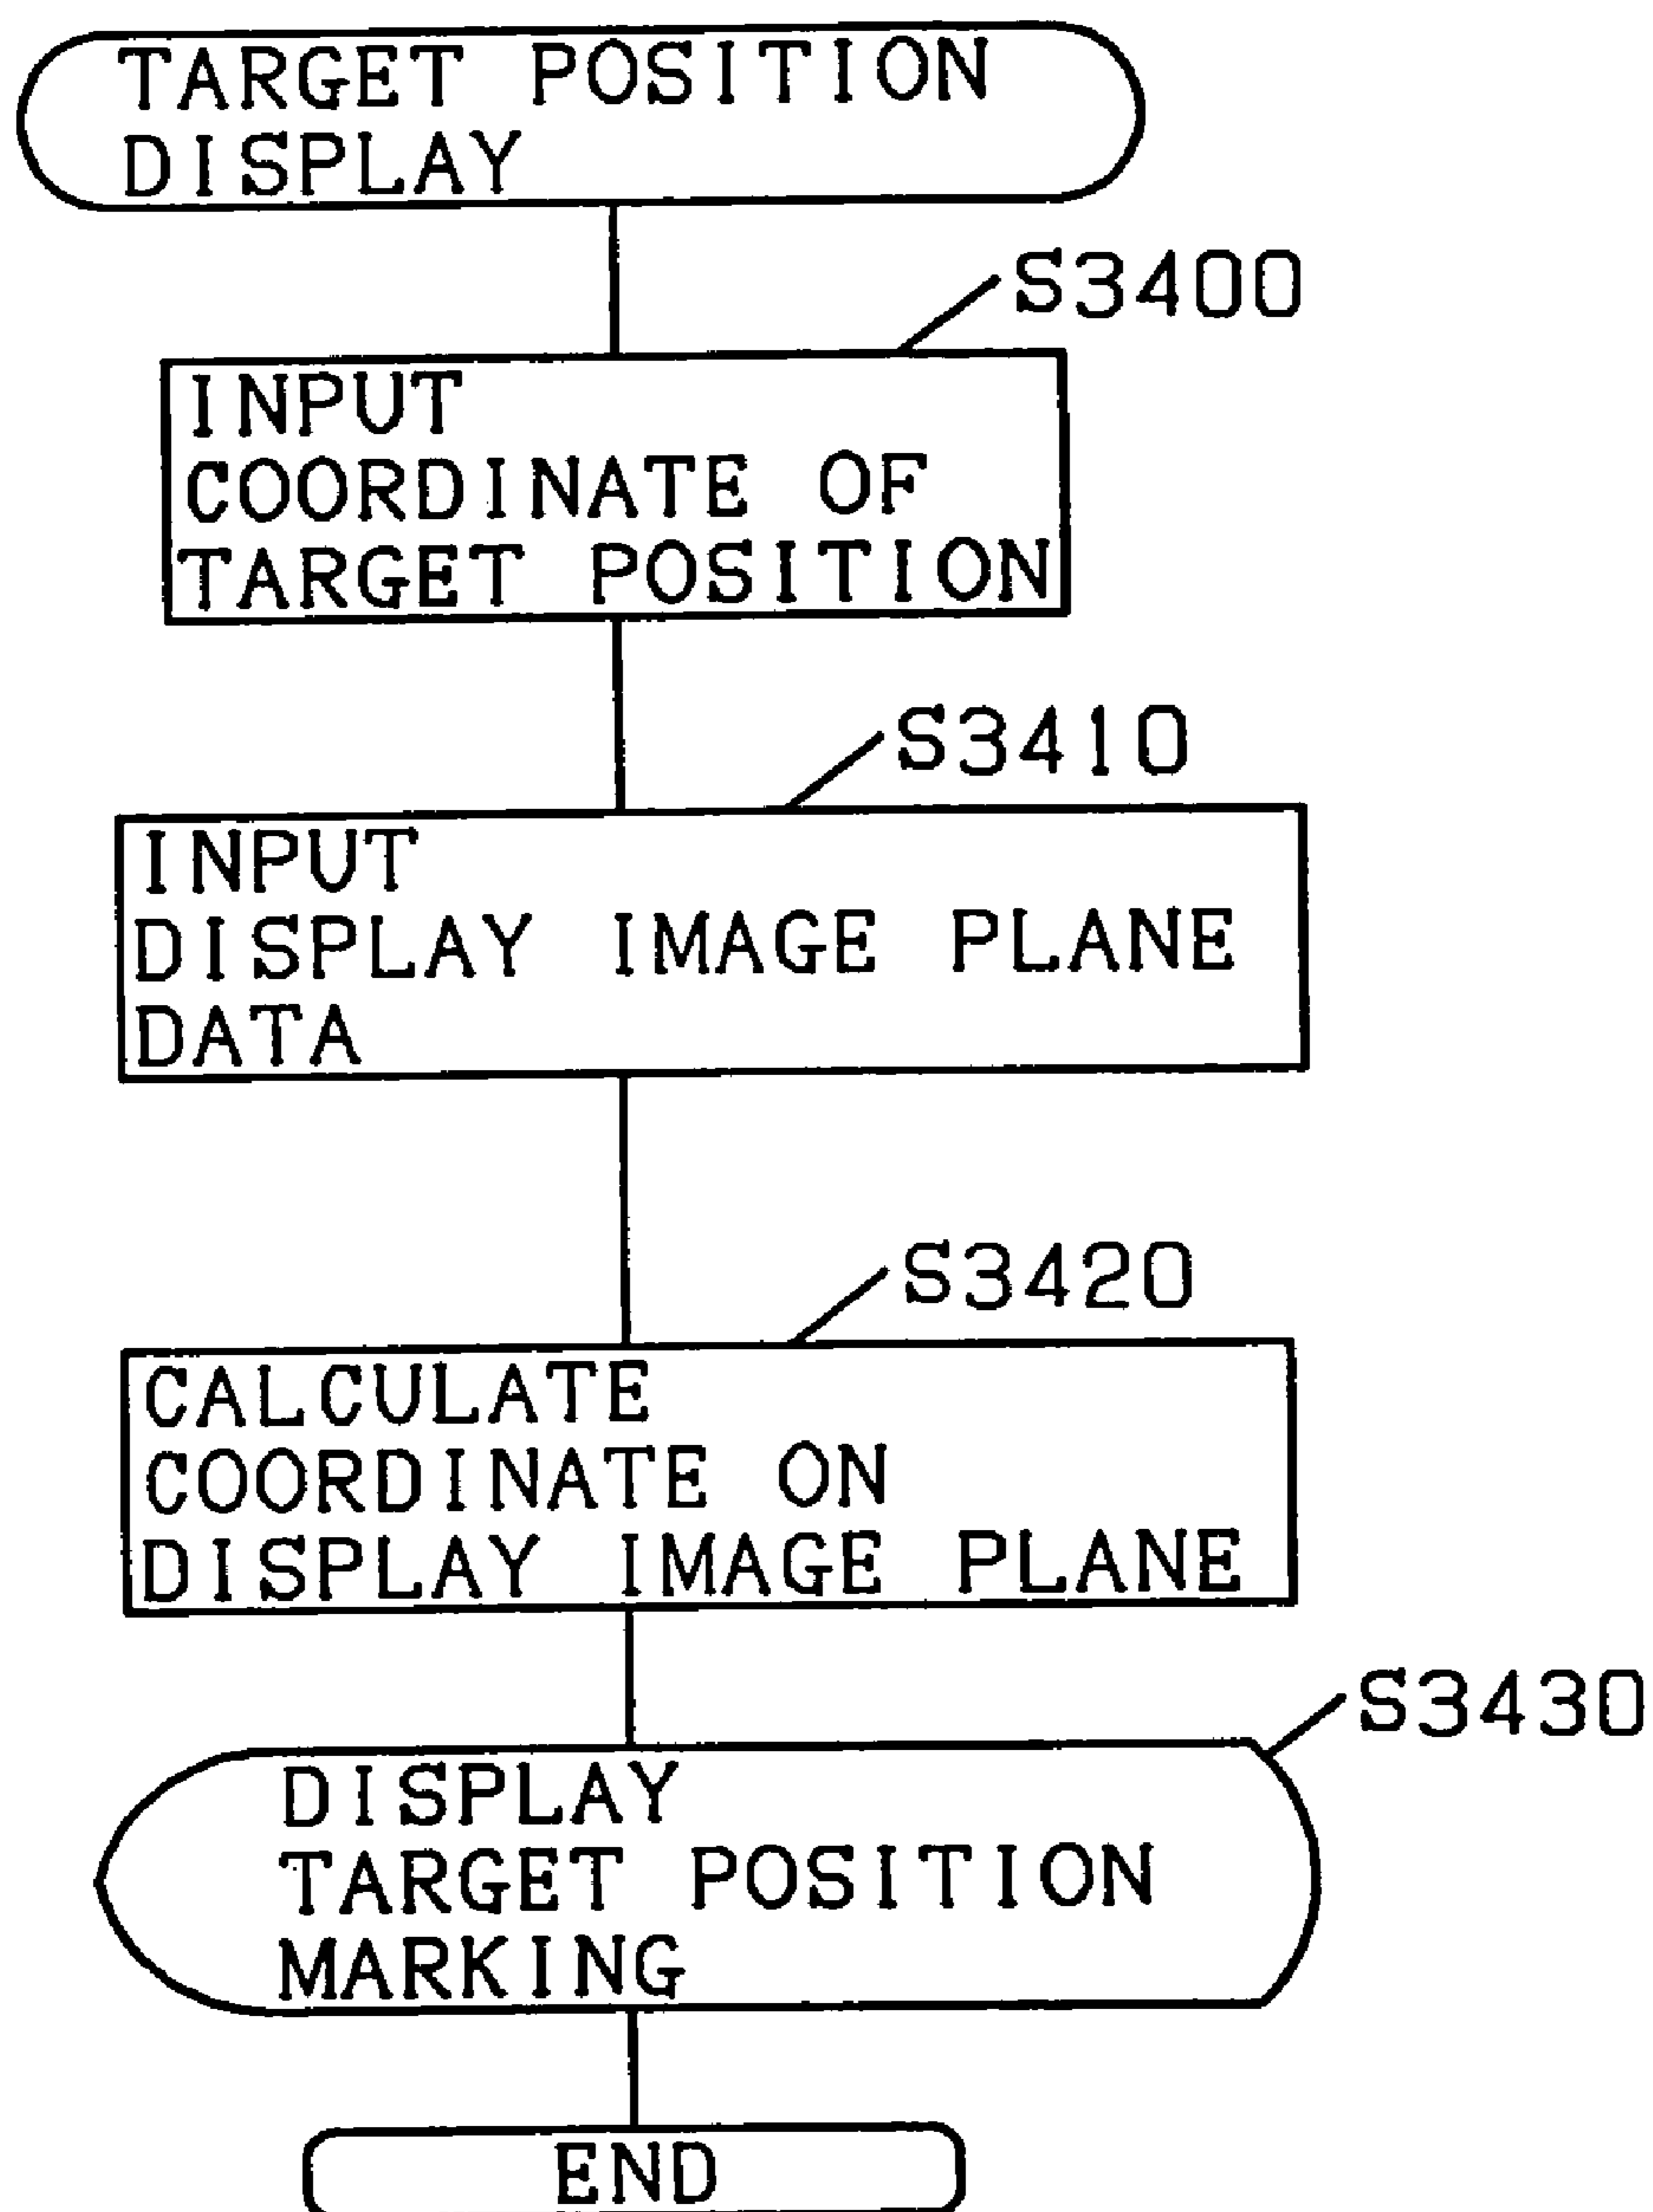 TARGET POSITION
DISPLAY
S3400
INPUT
COORDINATE OF
TARGET POSITION
S3410
INPUT
DISPLAY IMAGE PLANE
DATA
S3420
CALCULATE
COORDINATE ON
DISPLAY IMAGE PLANE
S3430
DISPLAY
TARGET POSITION
MARKING
END